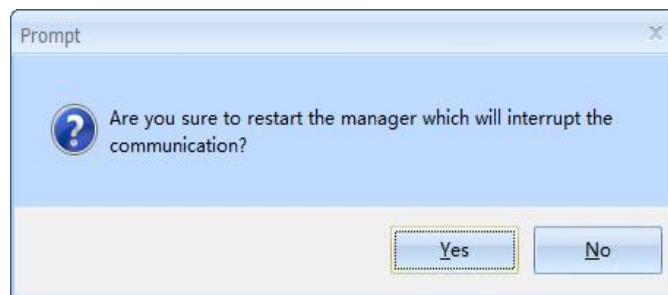 Prompt
Are you sure to restart the manager which will interrupt the
communication?
Yes No